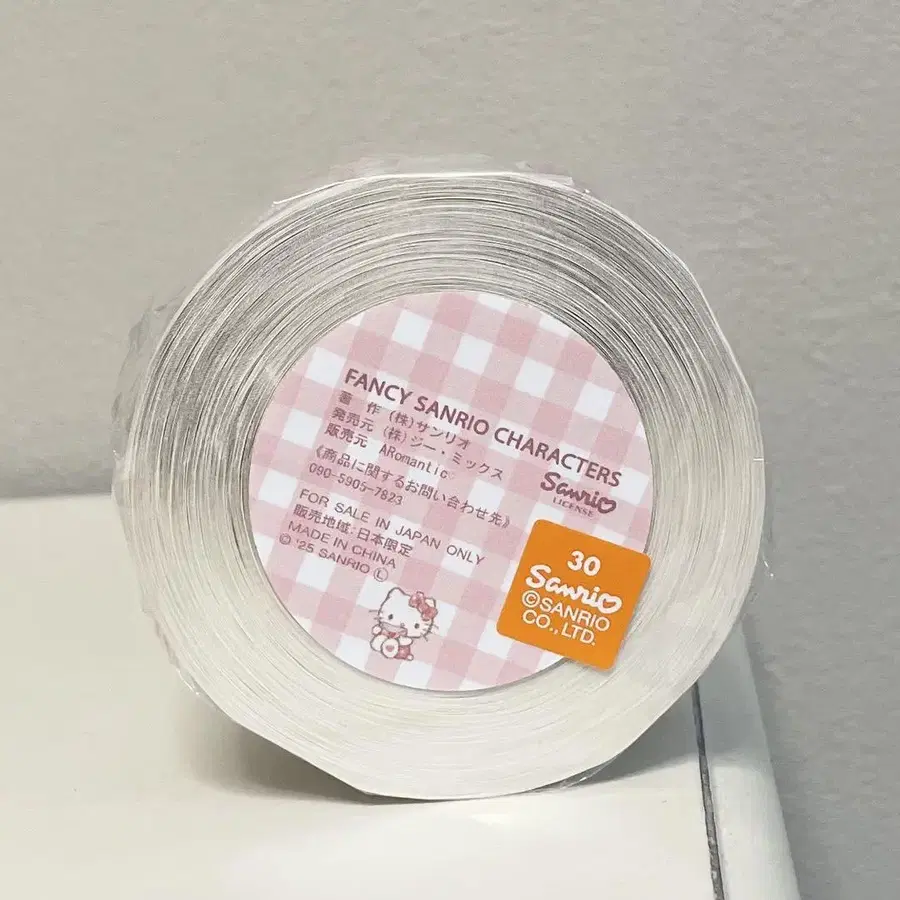 FANCY SANRIO CHARACTERS
著 作 (株)サンリオ
発売元 (株)ジー・ミックス
販売元 ARomantic
《商品に関するお問い合わせ先》
090-5905-7823
Sanrio
LICENSE
FOR SALE IN JAPAN ONLY
販売地域:日本限定
MADE IN CHINA
© '25 SANRIO Ⓛ
30
Sanrio
©SANRIO
CO.,LTD.